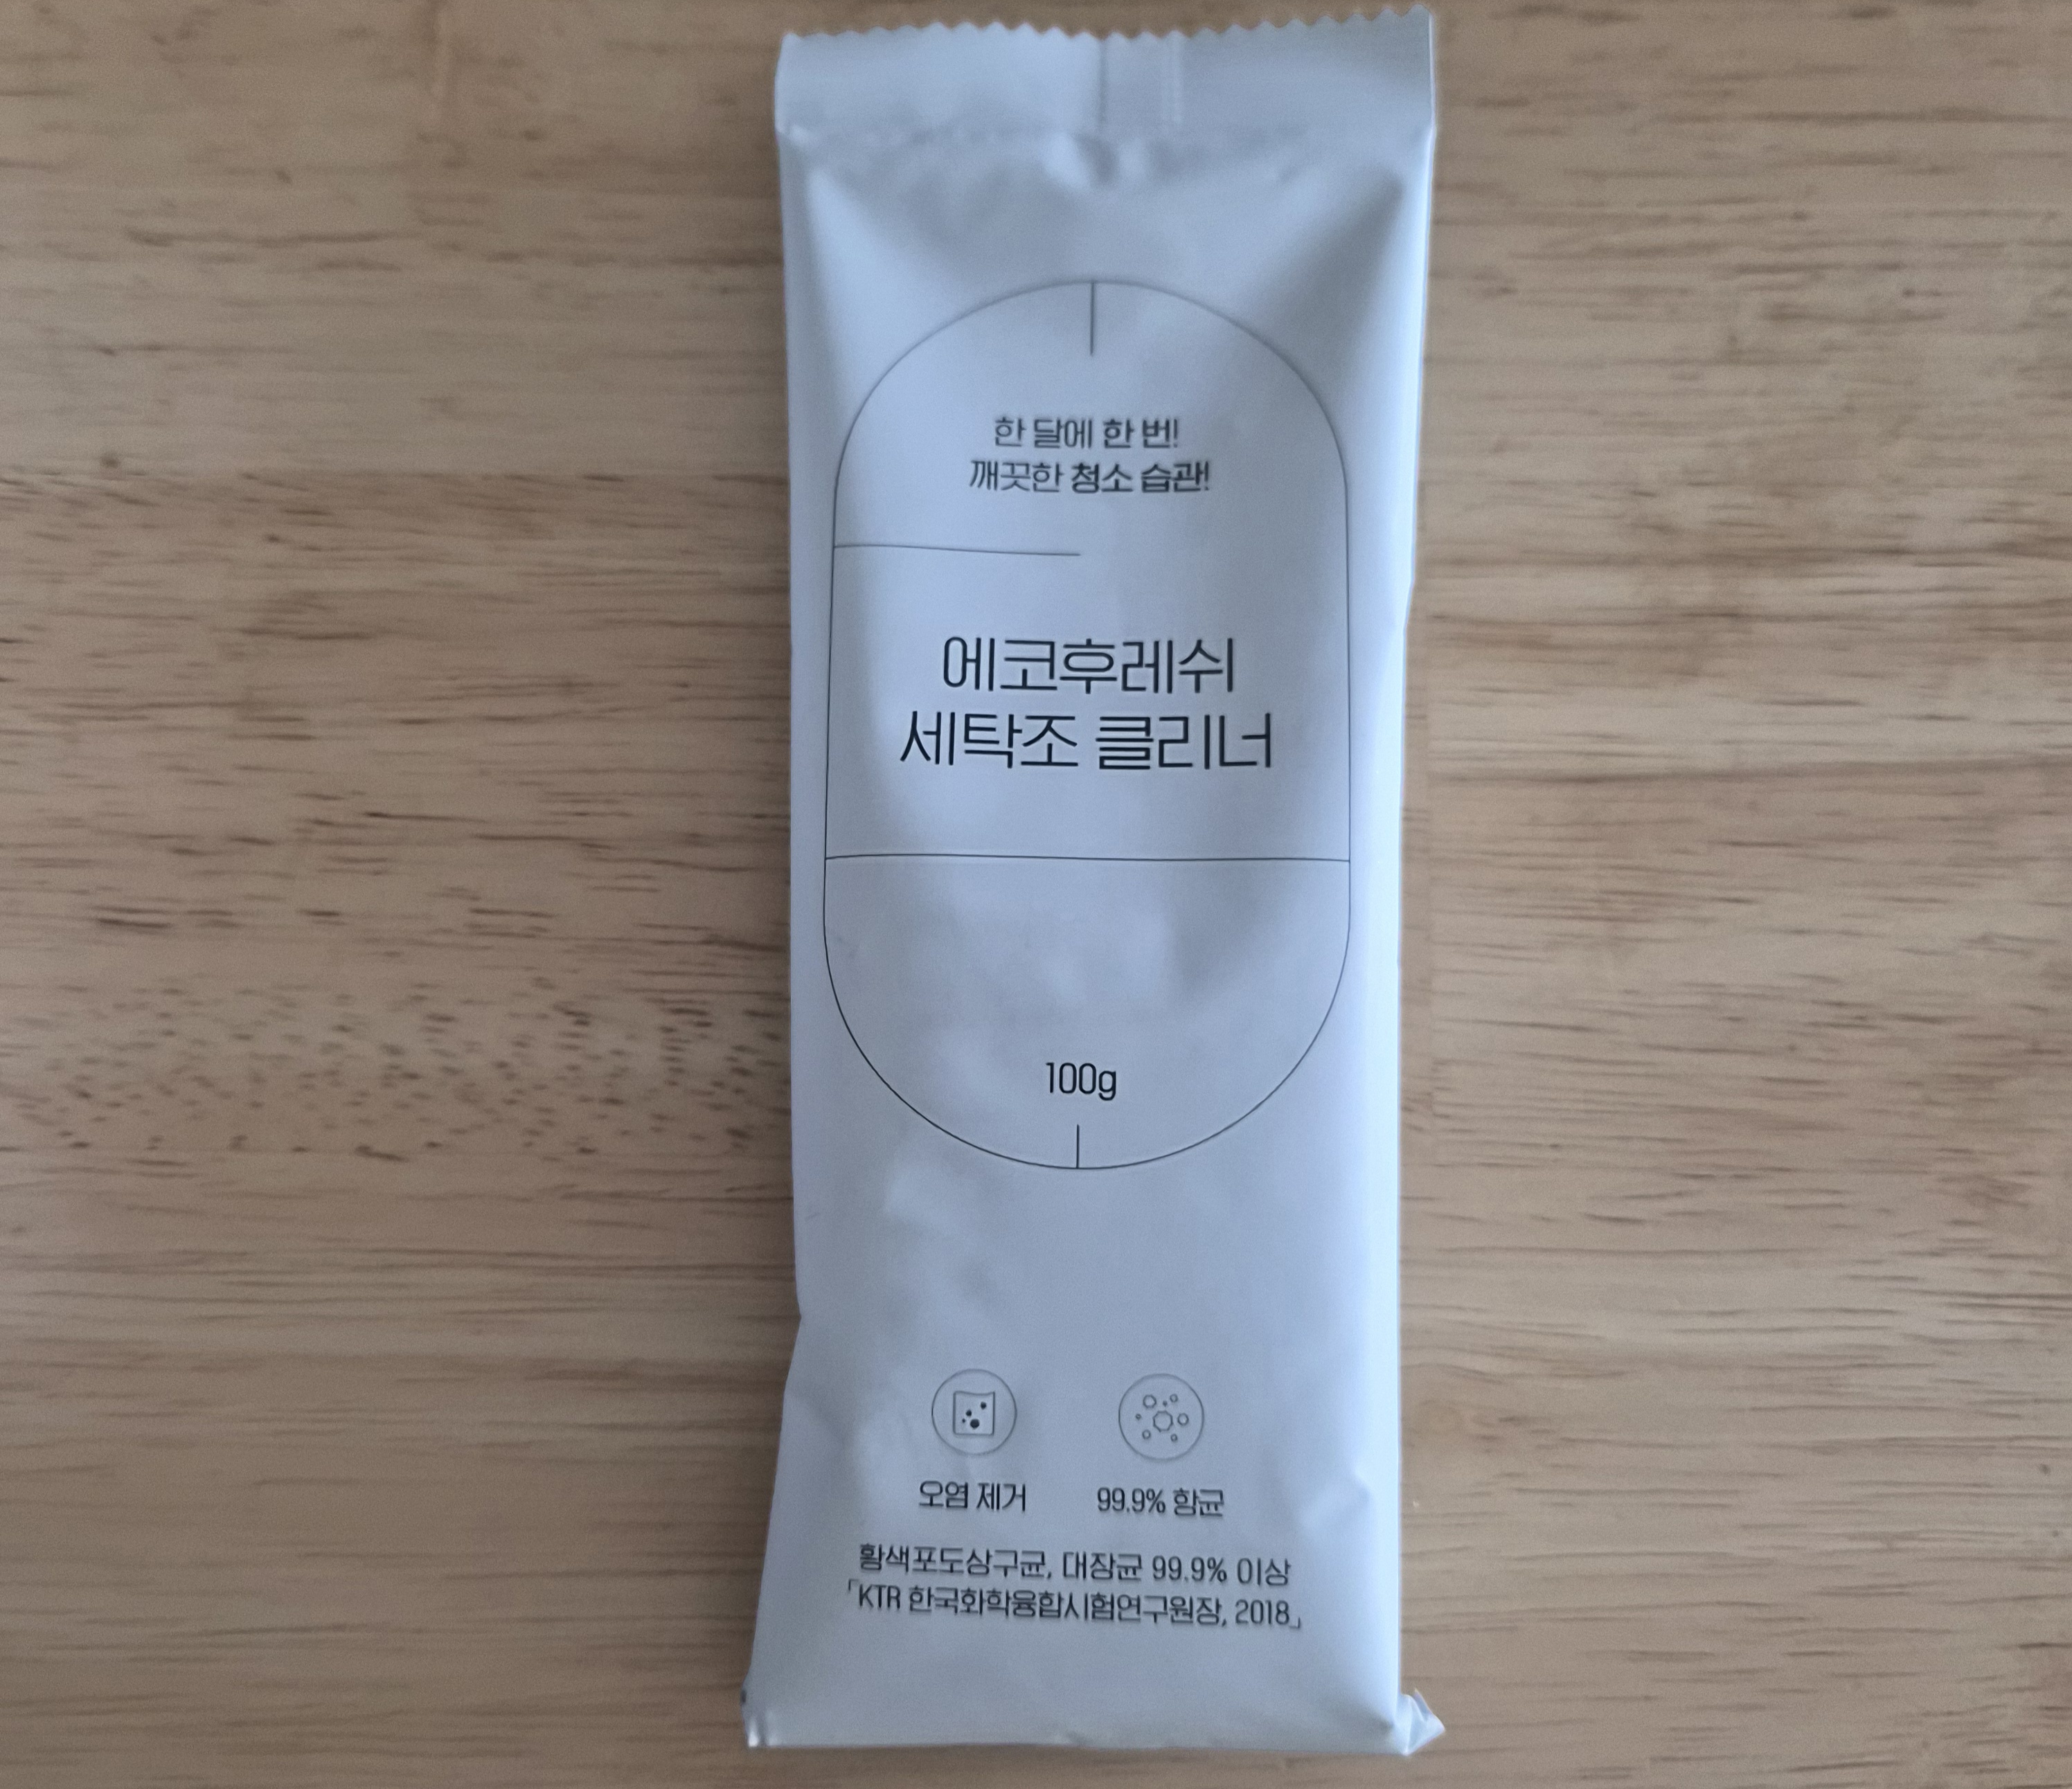 한 달에 한 번!
깨끗한 청소 습관!
에코후레쉬
세탁조 클리너
100g
오염 제거
99.9% 항균
황색포도상구균, 대장균 99.9% 이상
「KTR 한국화학융합시험연구원장, 2018」